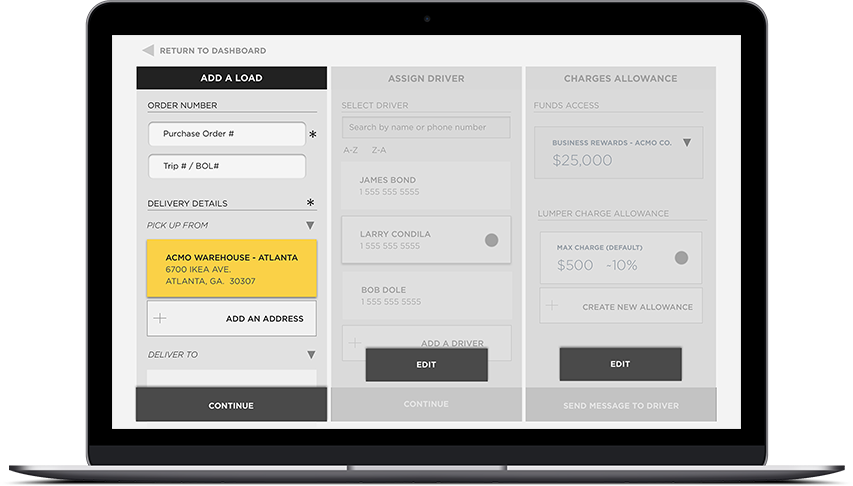 RETURN TO DASHBOARD
ADD A LOAD
ORDER NUMBER
Purchase Order #
*
Trip # / BOL#
DELIVERY DETAILS *
PICK UP FROM
ACMO WAREHOUSE - ATLANTA
6700 IKEA AVE.
ATLANTA, GA. 30307
ADD AN ADDRESS
DELIVER TO
CONTINUE
ASSIGN DRIVER
SELECT DRIVER
Search by name or phone number
A-Z Z-A
JAMES BOND
1 555 555 5555
LARRY CONDILA
1 555 555 5555
BOB DOLE
1 555 555 5555
ADD A DRIVER
EDIT
CONTINUE
CHARGES ALLOWANCE
FUNDS ACCESS
BUSINESS REWARDS - ACMO CO.
$25,000
LUMPER CHARGE ALLOWANCE
MAX CHARGE (DEFAULT)
$500 -10%
CREATE NEW ALLOWANCE
EDIT
SEND MESSAGE TO DRIVER